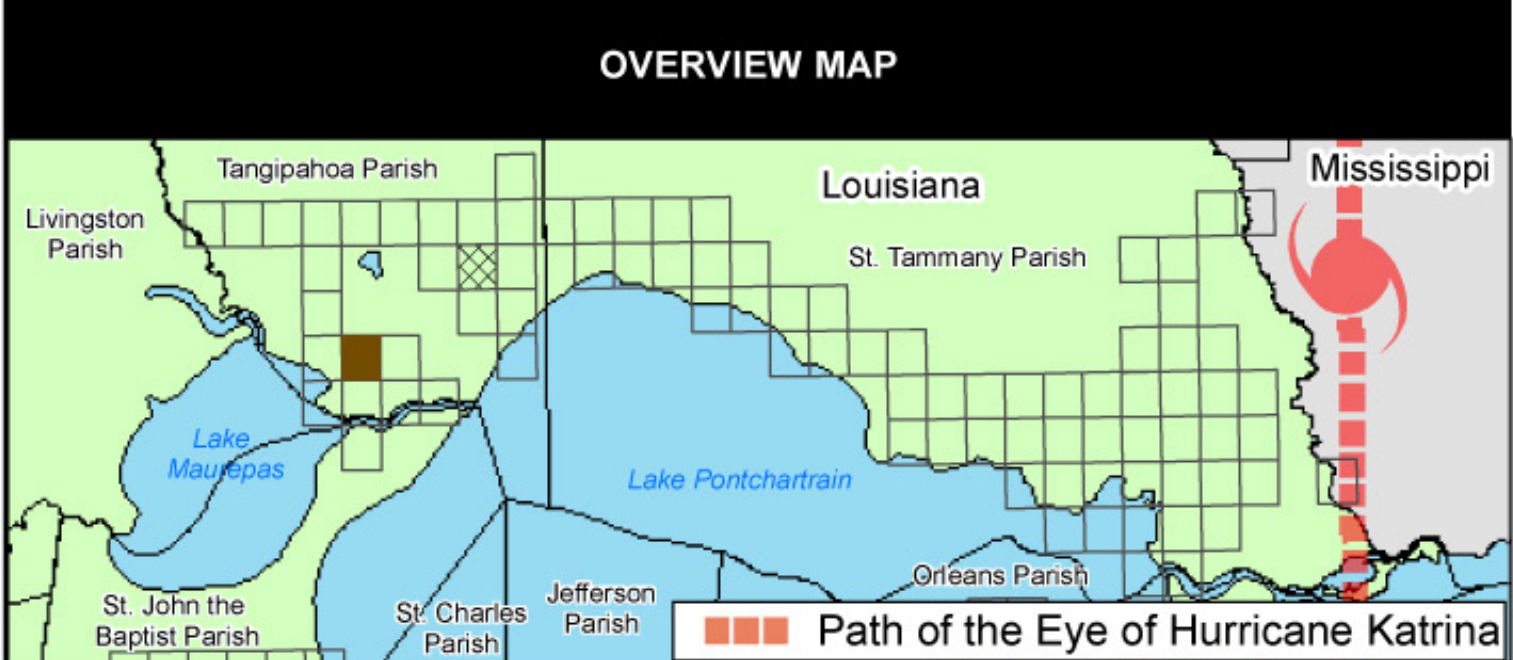 OVERVIEW MAP
Tangipahoa Parish
Louisiana
Mississippi
Livingston
Parish
St. Tammany Parish
Lake
Maurepas
Lake Pontchartrain
Orleans Parish
St. John the
Baptist Parish
St. Charles
Parish
Jefferson
Parish
Path of the Eye of Hurricane Katrina